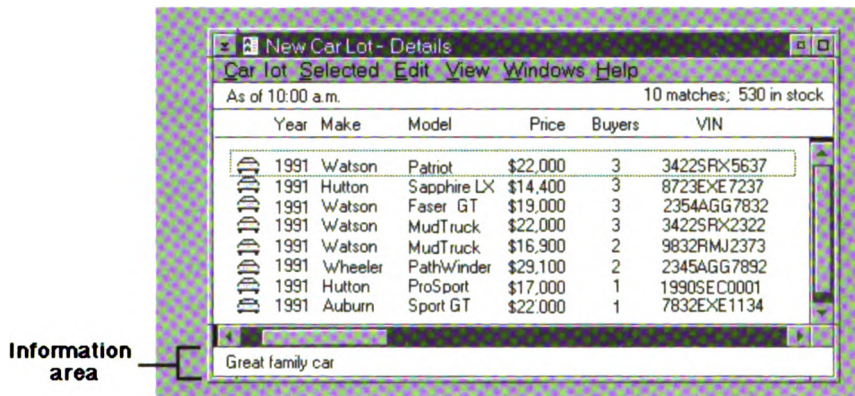 New Car Lot - Details
Car lot Selected Edit View Windows Help
As of 10:00 a.m. 10 matches; 530 in stock
Year Make Model Price Buyers VIN
1991 Watson Patriot $22,000 3 3422SRX5637
1991 Hutton Sapphire LX $14,400 3 8723EXE7237
1991 Watson Faser GT $19,000 3 2354AGG7832
1991 Watson MudTruck $22,000 3 3422SRX2322
1991 Watson MudTruck $16,900 2 9832RMJ2373
1991 Wheeler PathWinder $29,100 2 2345AGG7892
1991 Hutton ProSport $17,000 1 1990SEC0001
1991 Auburn Sport GT $22,000 1 7832EXE1134
Information
area
Great family car